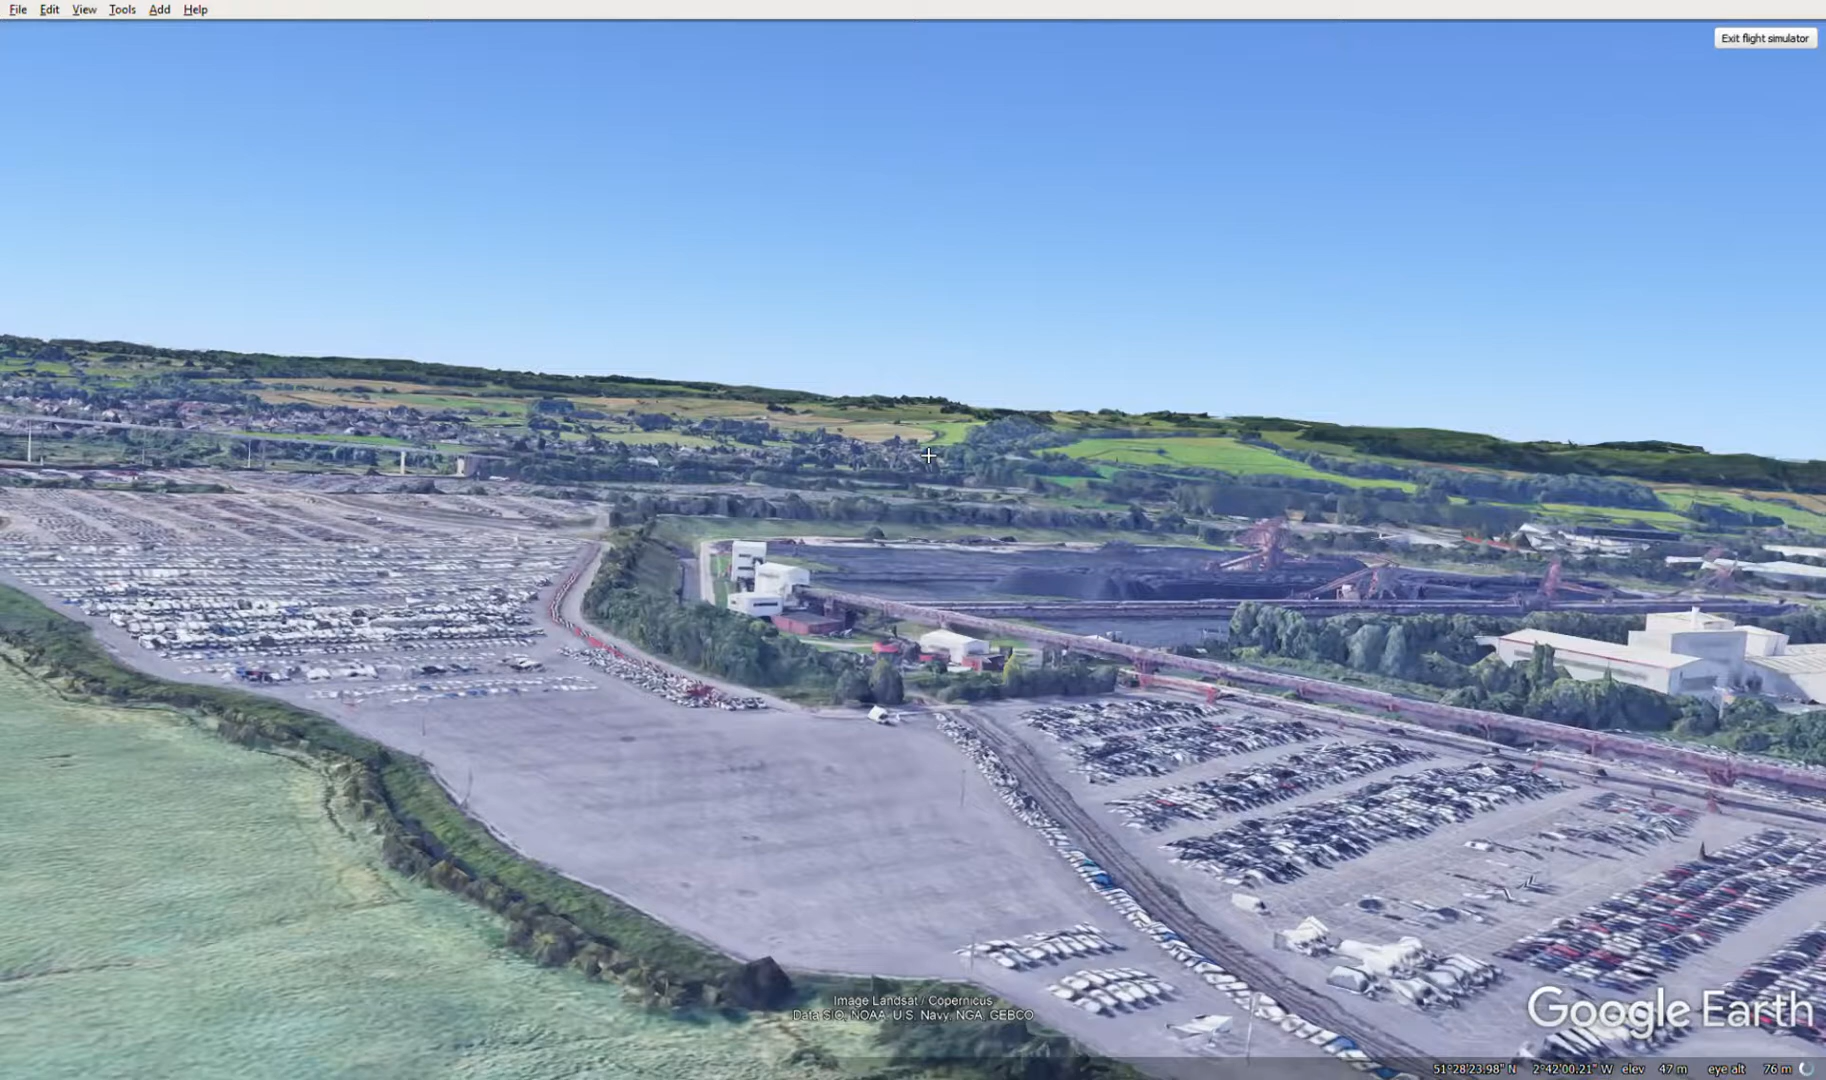 File Edit View Tools Add Help
Exit flight simulator
Image Landsat / Copernicus
Data SIO, NOAA, U.S. Navy, NGA, GEBCO
Google Earth
51°28'23.98" N 2°42'00.21" W elev 47 m eye alt 76 m